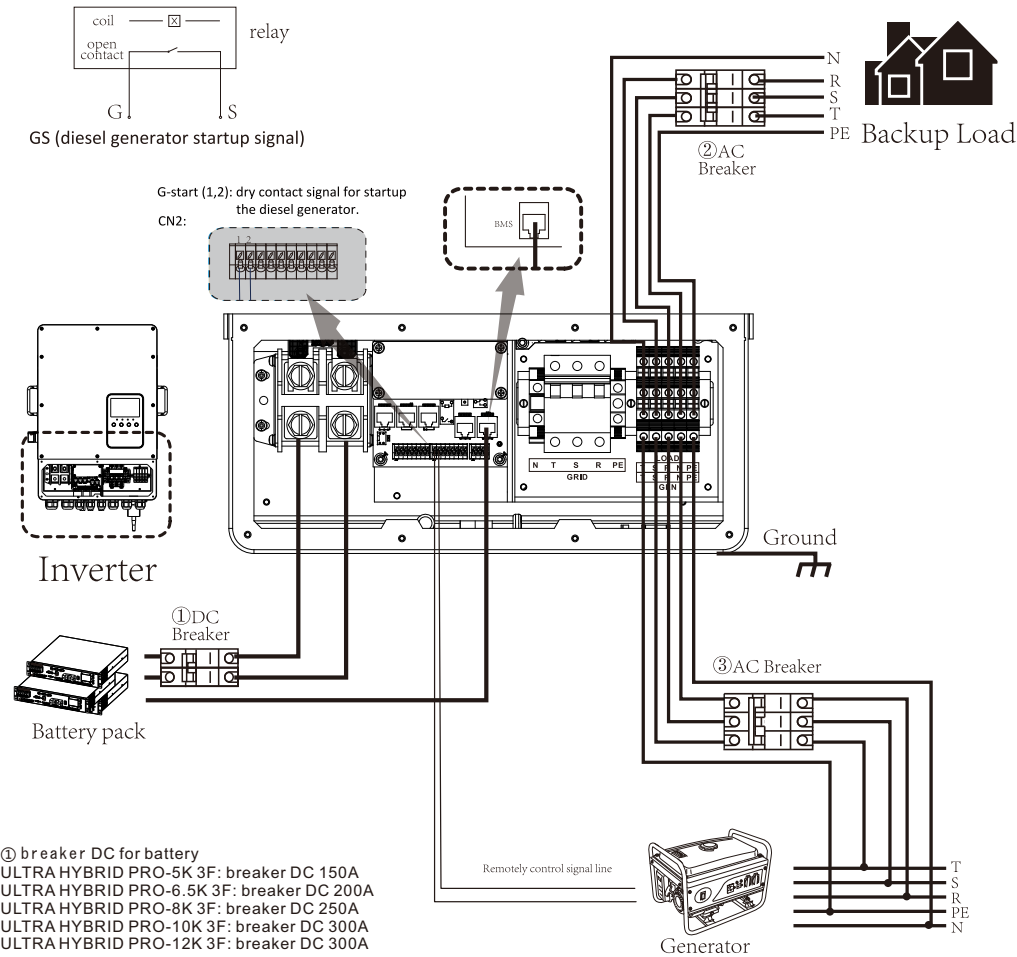 coil
relay
open
contact
G
S
GS (diesel generator startup signal)
N
R
S
T
PE
Backup Load
②AC
Breaker
G-start (1,2): dry contact signal for startup
the diesel generator.
CN2:
1 2
BMS
N T S R PE
GRID
LOAD
T S R N PE
T S R N PE
GEN
Ground
Inverter
①DC
Breaker
Battery pack
③AC Breaker
① breaker DC for battery
ULTRA HYBRID PRO-5K 3F: breaker DC 150A
ULTRA HYBRID PRO-6.5K 3F: breaker DC 200A
ULTRA HYBRID PRO-8K 3F: breaker DC 250A
ULTRA HYBRID PRO-10K 3F: breaker DC 300A
ULTRA HYBRID PRO-12K 3F: breaker DC 300A
Remotely control signal line
Generator
T
S
R
PE
N